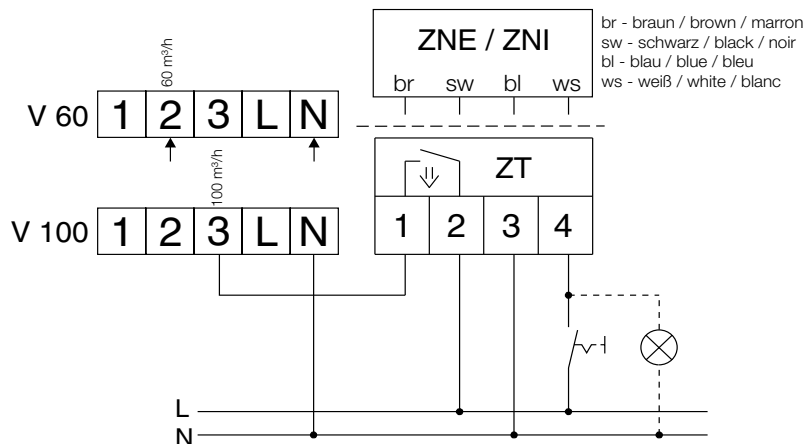 60 m³/h
V 60 1 2 3 L N
100 m³/h
V 100 1 2 3 L N
ZNE / ZNI
br sw bl ws
br - braun / brown / marron
sw - schwarz / black / noir
bl - blau / blue / bleu
ws - weiß / white / blanc
ZT
1 2 3 4
L
N